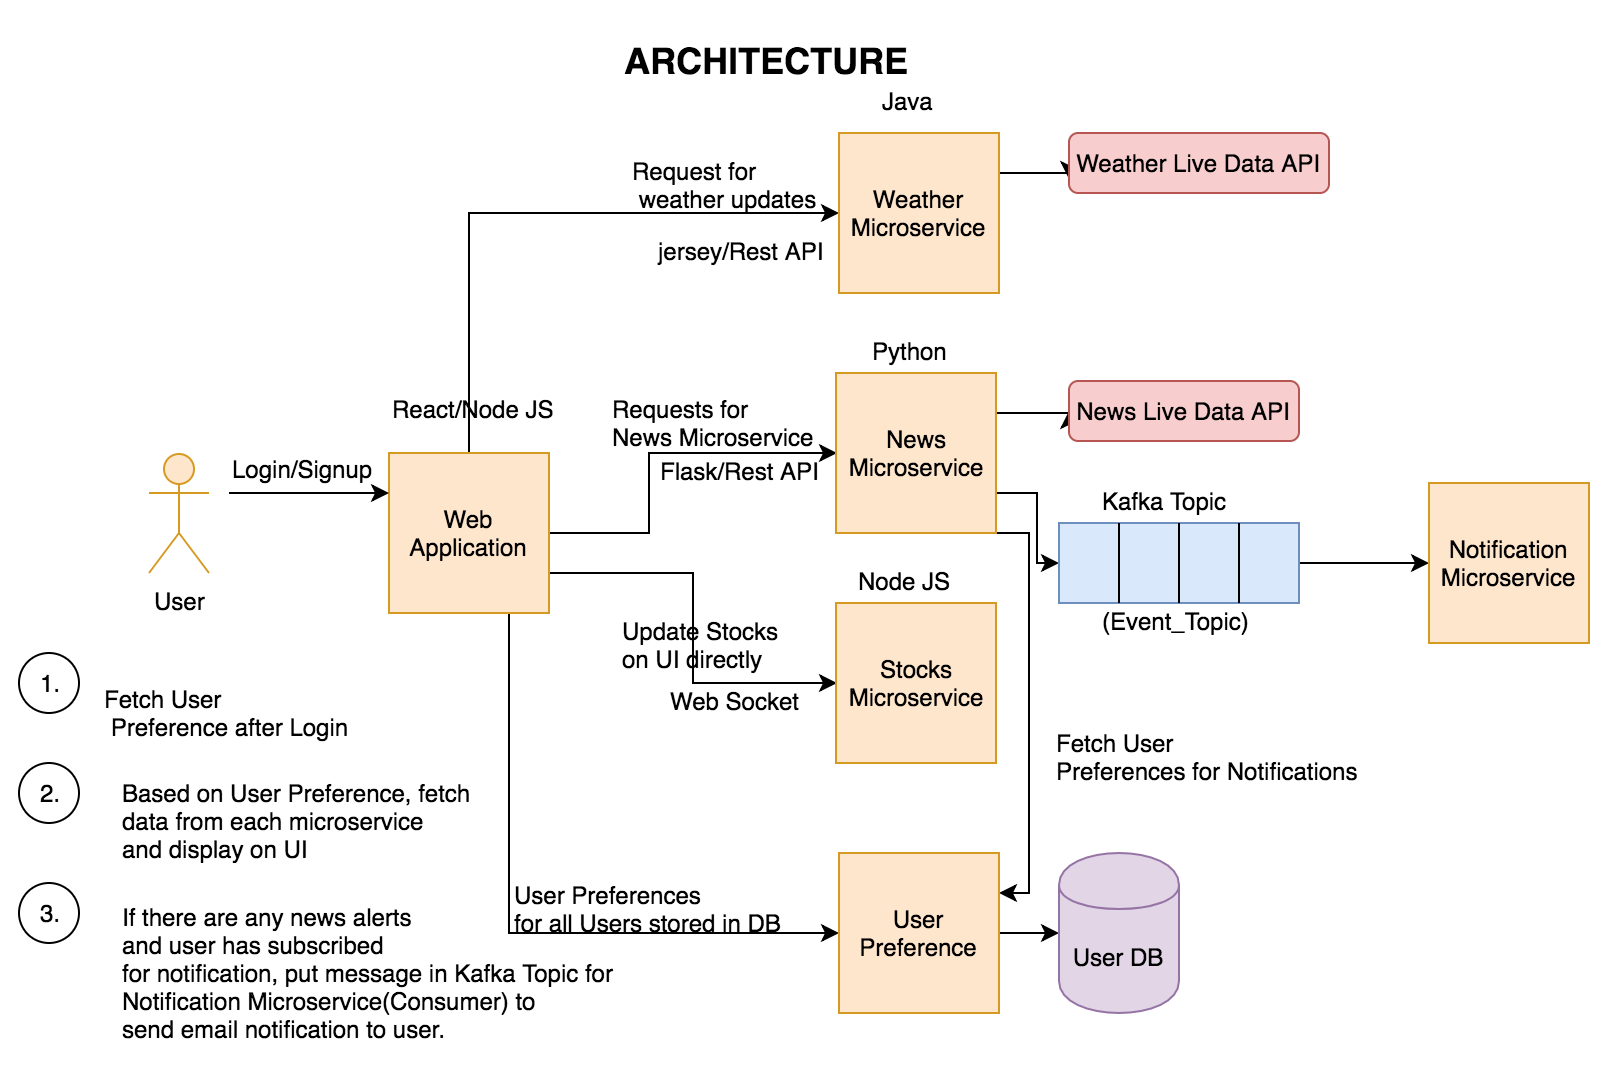 ARCHITECTURE
Java
Weather Live Data API
Request for
weather updates
Weather
Microservice
jersey/Rest API
Python
React/Node JS
Requests for
News Microservice
News Live Data API
News
Microservice
Login/Signup
Flask/Rest API
Kafka Topic
Web
Application
Notification
Microservice
Node JS
User
(Event_Topic)
Update Stocks
on UI directly
Stocks
Microservice
Web Socket
1.
Fetch User
Preference after Login
Fetch User
Preferences for Notifications
2.
Based on User Preference, fetch
data from each microservice
and display on UI
User Preferences
for all Users stored in DB
User
Preference
User DB
3.
If there are any news alerts
and user has subscribed
for notification, put message in Kafka Topic for
Notification Microservice(Consumer) to
send email notification to user.